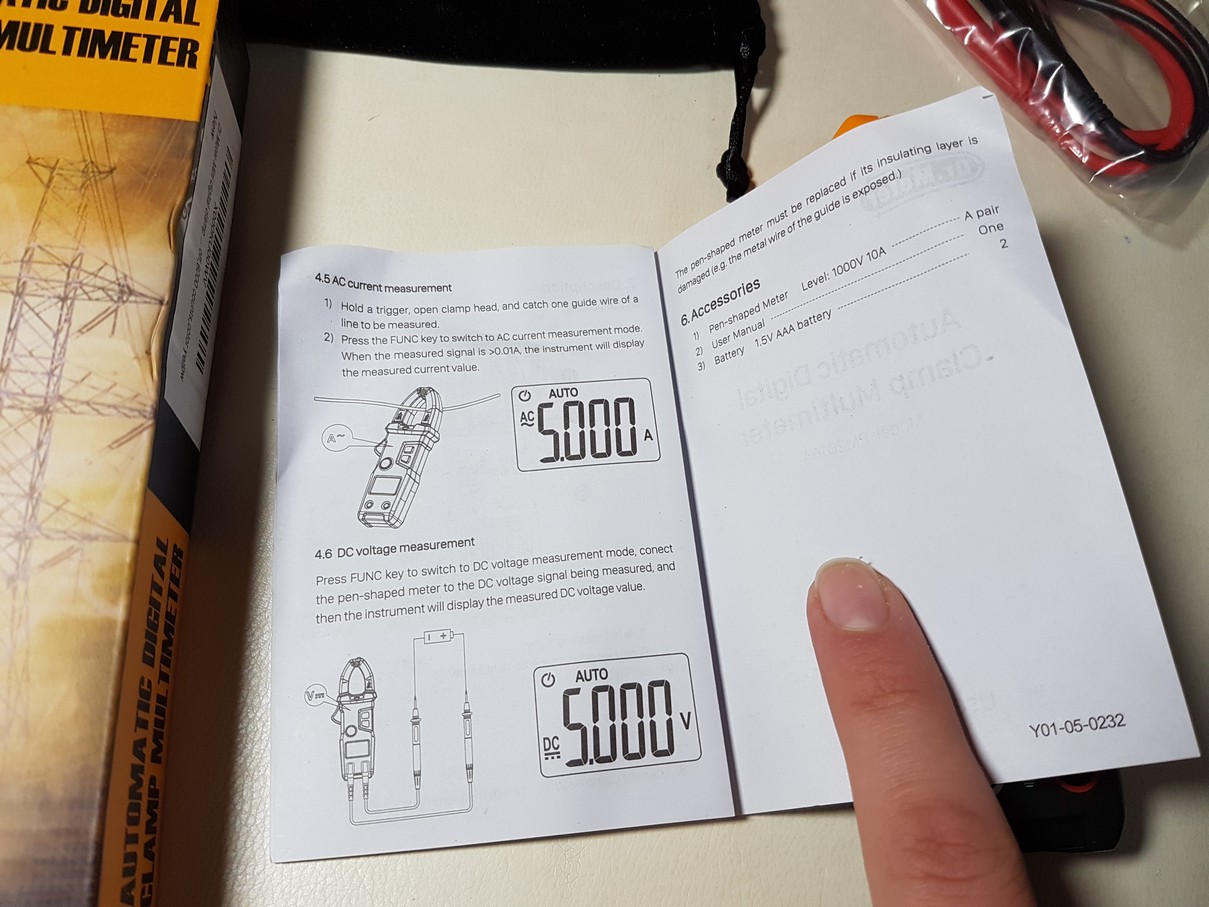 ATIC DIGITAL
MULTIMETER
AUTOMATIC DIGITAL
CLAMP MULTIMETER
4.5 AC current measurement
1) Hold a trigger, open clamp head, and catch one guide wire of a
line to be measured.
2) Press the FUNC key to switch to AC current measurement mode.
When the measured signal is >0.01A, the instrument will display
the measured current value.
A~
AUTO
AC
5.000 A
4.6 DC voltage measurement
Press FUNC key to switch to DC voltage measurement mode, conect
the pen-shaped meter to the DC voltage signal being measured, and
then the instrument will display the measured DC voltage value.
V
AUTO
DC
5.000 V
The pen-shaped meter must be replaced if its insulating layer is
damaged (e.g. the metal wire of the guide is exposed.)
6. Accessories
1) Pen-shaped Meter Level: 1000V 10A ---------------- A pair
2) User Manual ---------------- One
3) Battery 1.5V AAA battery ---------------- 2
Y01-05-0232